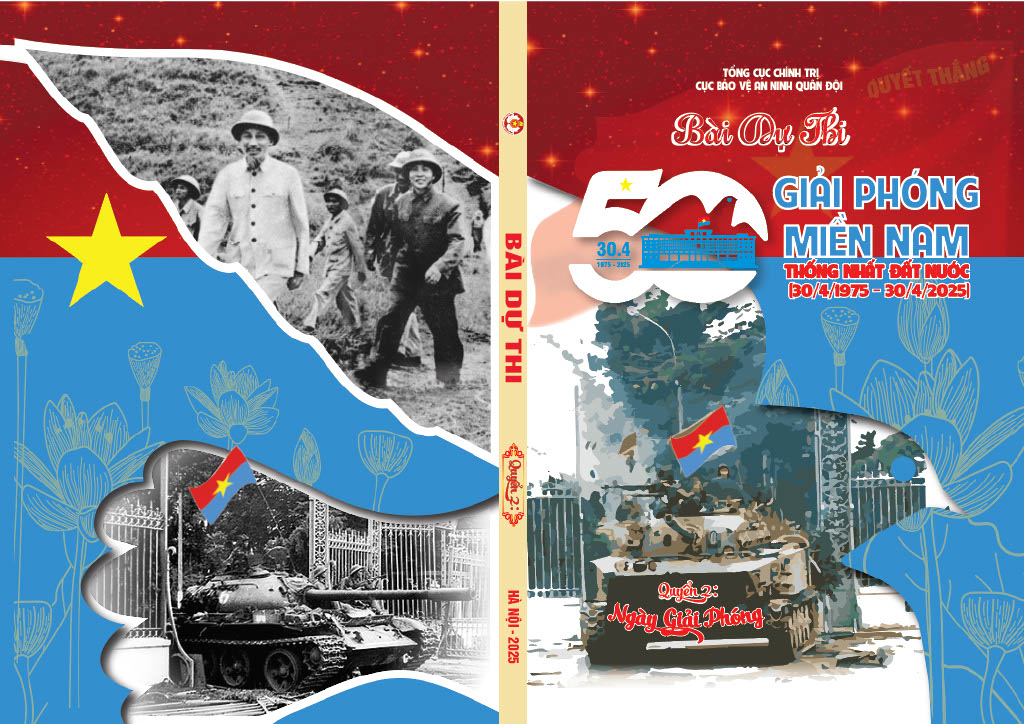 TỔNG CỤC CHÍNH TRỊ
CỤC BẢO VỆ AN NINH QUÂN ĐỘI
QUYẾT THẮNG
Bài Dự Thi
50
30.4
1975 - 2025
GIẢI PHÓNG
MIỀN NAM
THỐNG NHẤT ĐẤT NƯỚC
(30/4/1975 - 30/4/2025)
Quyển 2:
Ngày Giải Phóng
BÀI DỰ THI
Quyển 2:
HÀ NỘI - 2025